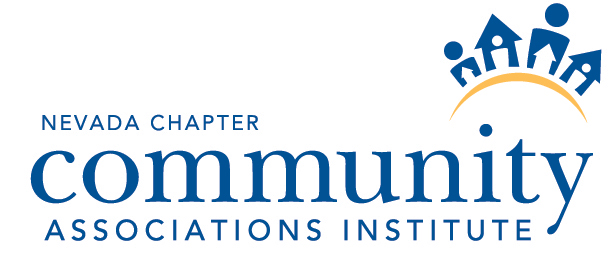 NEVADA CHAPTER
community
ASSOCIATIONS INSTITUTE